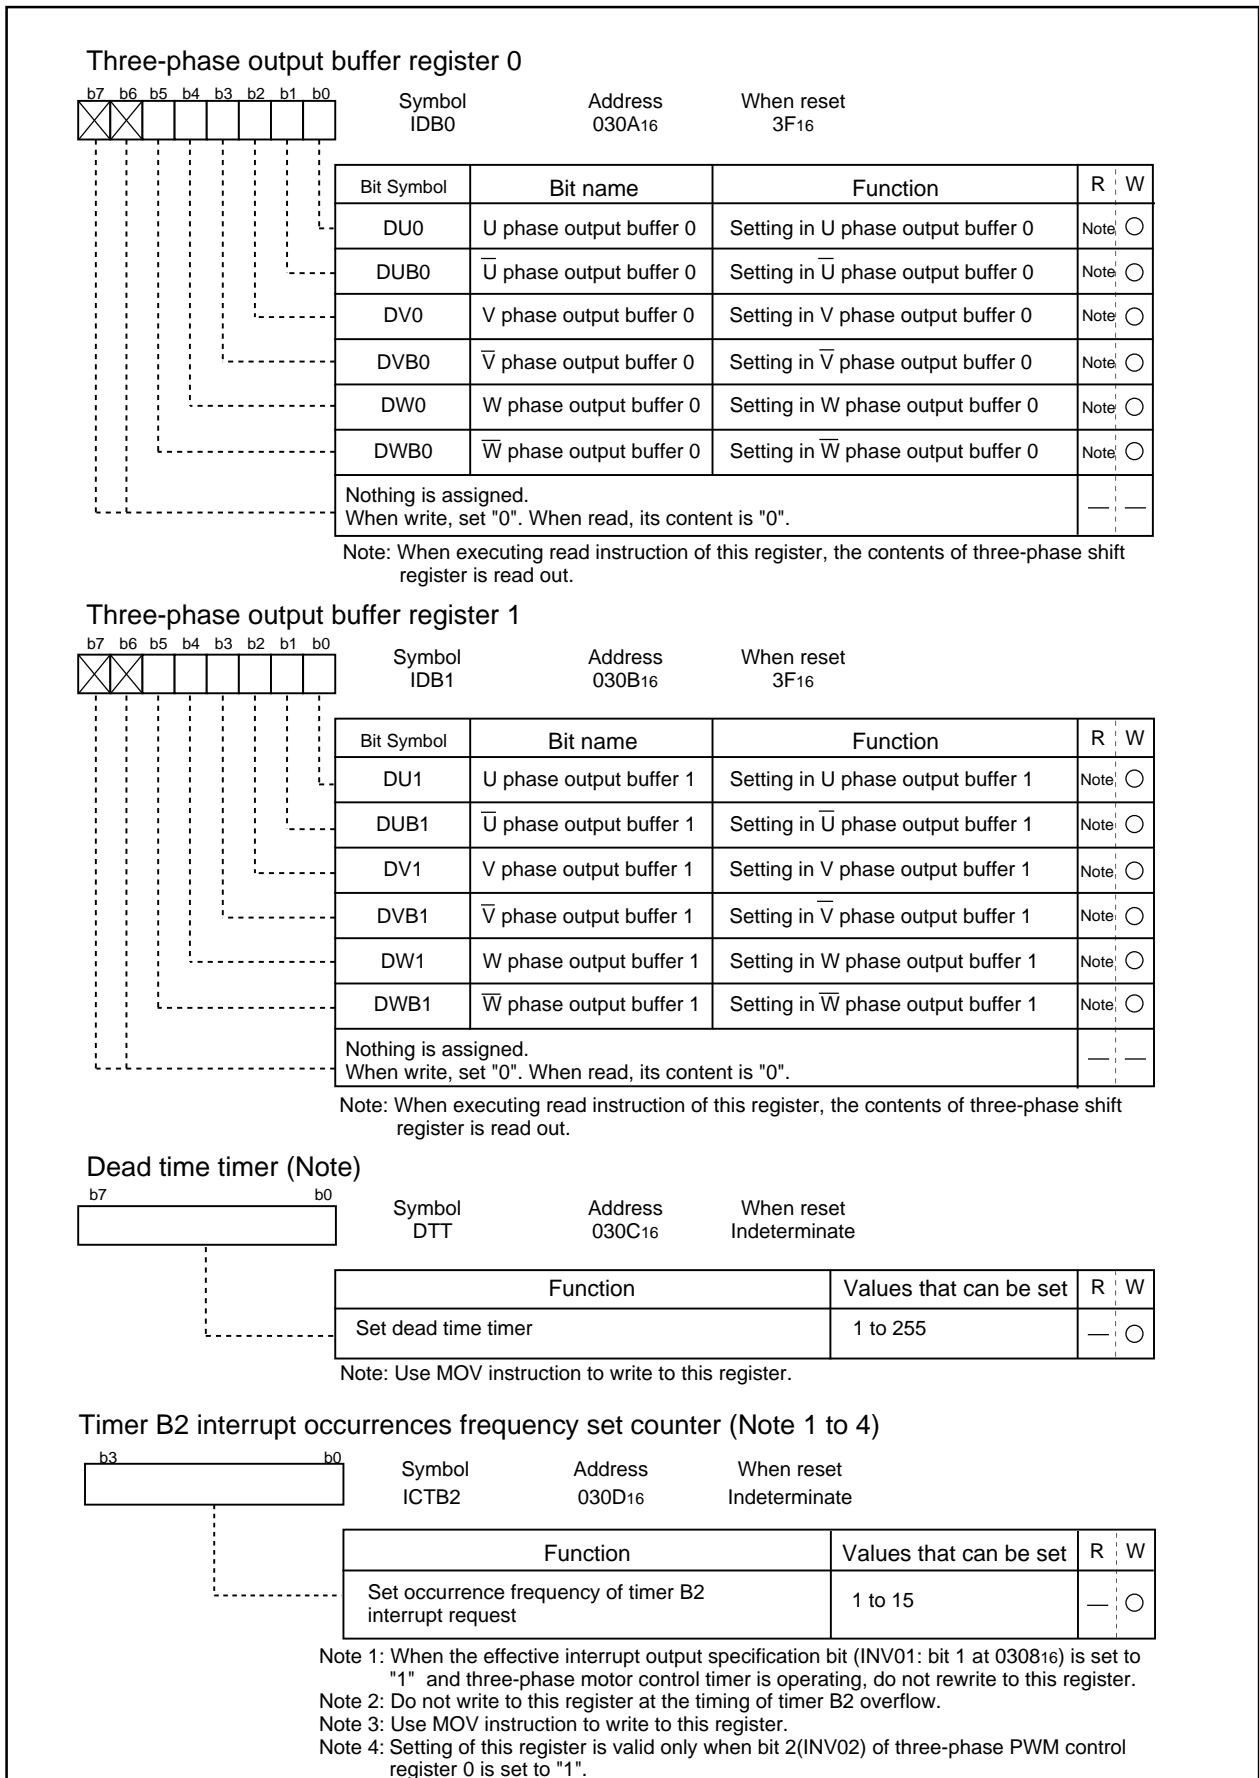 Three-phase output buffer register 0
b7 b6 b5 b4 b3 b2 b1 b0
Symbol Address When reset
IDB0 030A16 3F16
Bit Symbol Bit name Function R W
DU0 U phase output buffer 0 Setting in U phase output buffer 0 Note ○
DUB0 U̅ phase output buffer 0 Setting in U̅ phase output buffer 0 Note ○
DV0 V phase output buffer 0 Setting in V phase output buffer 0 Note ○
DVB0 V̅ phase output buffer 0 Setting in V̅ phase output buffer 0 Note ○
DW0 W phase output buffer 0 Setting in W phase output buffer 0 Note ○
DWB0 W̅ phase output buffer 0 Setting in W̅ phase output buffer 0 Note ○
Nothing is assigned.
When write, set "0". When read, its content is "0". — —
Note: When executing read instruction of this register, the contents of three-phase shift
register is read out.
Three-phase output buffer register 1
b7 b6 b5 b4 b3 b2 b1 b0
Symbol Address When reset
IDB1 030B16 3F16
Bit Symbol Bit name Function R W
DU1 U phase output buffer 1 Setting in U phase output buffer 1 Note ○
DUB1 U̅ phase output buffer 1 Setting in U̅ phase output buffer 1 Note ○
DV1 V phase output buffer 1 Setting in V phase output buffer 1 Note ○
DVB1 V̅ phase output buffer 1 Setting in V̅ phase output buffer 1 Note ○
DW1 W phase output buffer 1 Setting in W phase output buffer 1 Note ○
DWB1 W̅ phase output buffer 1 Setting in W̅ phase output buffer 1 Note ○
Nothing is assigned.
When write, set "0". When read, its content is "0". — —
Note: When executing read instruction of this register, the contents of three-phase shift
register is read out.
Dead time timer (Note)
b7 b0
Symbol Address When reset
DTT 030C16 Indeterminate
Function Values that can be set R W
Set dead time timer 1 to 255 — ○
Note: Use MOV instruction to write to this register.
Timer B2 interrupt occurrences frequency set counter (Note 1 to 4)
b3 b0
Symbol Address When reset
ICTB2 030D16 Indeterminate
Function Values that can be set R W
Set occurrence frequency of timer B2
interrupt request 1 to 15 — ○
Note 1: When the effective interrupt output specification bit (INV01: bit 1 at 030816) is set to
"1" and three-phase motor control timer is operating, do not rewrite to this register.
Note 2: Do not write to this register at the timing of timer B2 overflow.
Note 3: Use MOV instruction to write to this register.
Note 4: Setting of this register is valid only when bit 2(INV02) of three-phase PWM control
register 0 is set to "1".